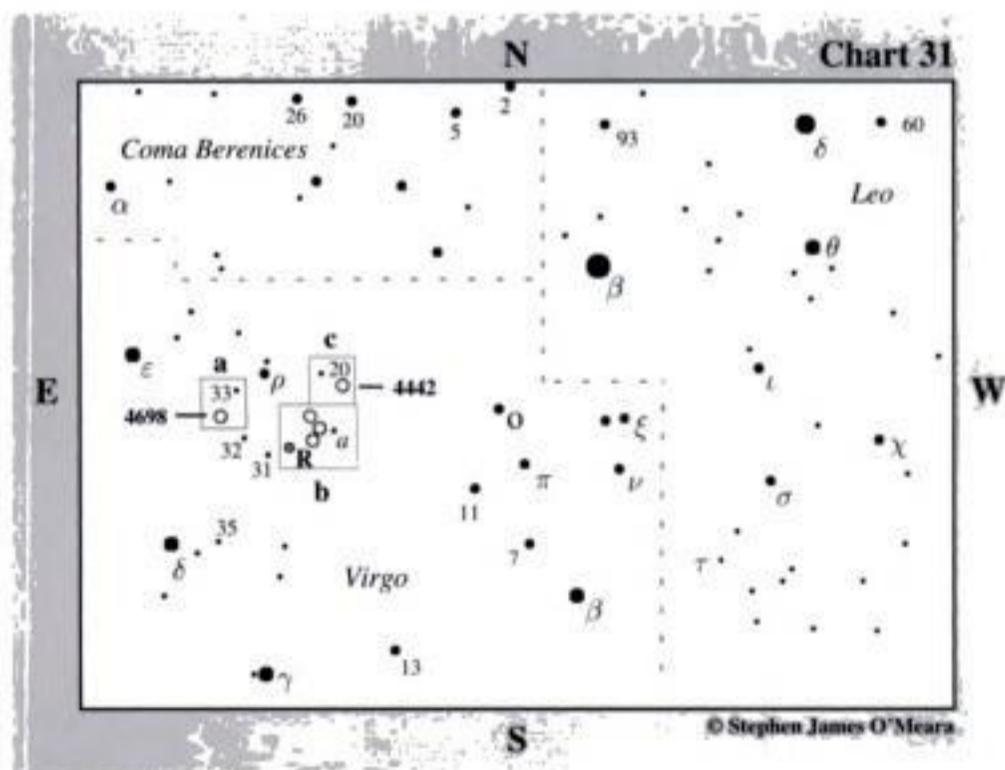 N
Chart 31
26
20
5
2
93
δ
60
Coma Berenices
Leo
α
θ
β
ε
a
ρ
c
20
4442
ι
E
W
33
4698
a
R
b
32
31
ο
ξ
π
ν
χ
11
σ
35
δ
7
τ
Virgo
β
13
γ
S
© Stephen James O'Meara